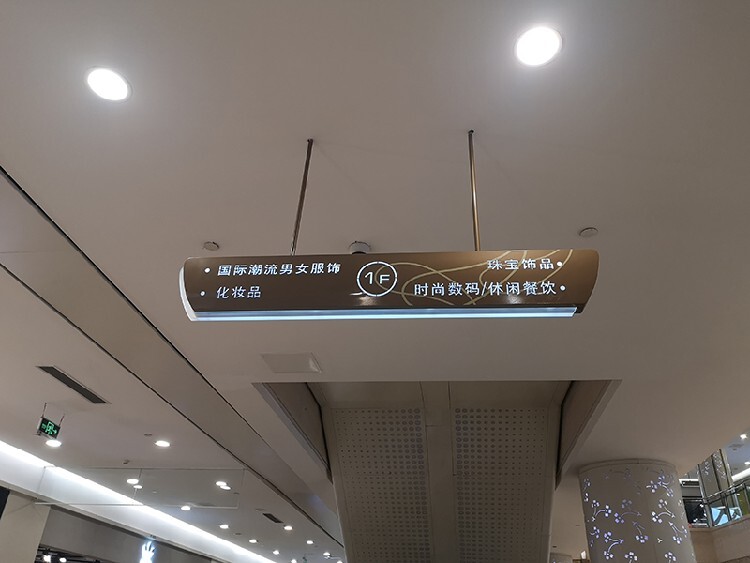 国际潮流男女服饰
化妆品
1F
珠宝饰品
时尚数码/休闲餐饮